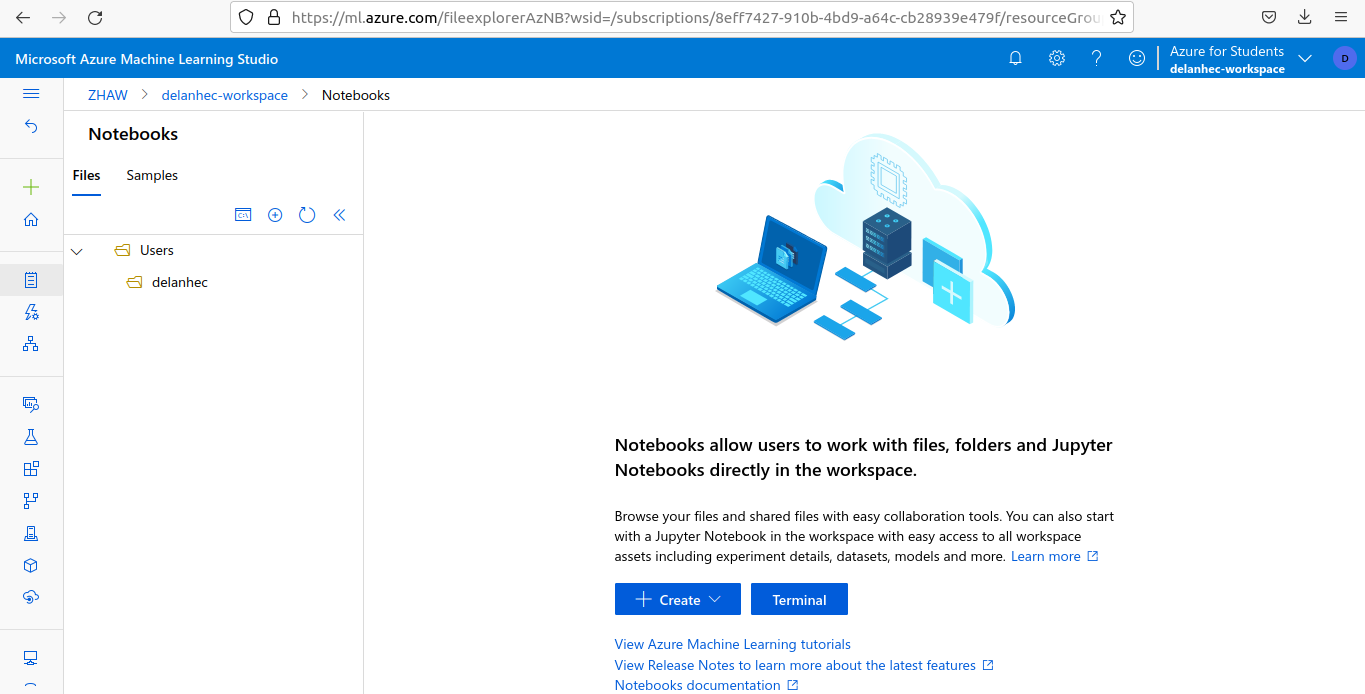 https://ml.azure.com/fileexplorerAzNB?wsid=/subscriptions/8eff7427-910b-4bd9-a64c-cb28939e479f/resourceGrou
Microsoft Azure Machine Learning Studio
Azure for Students
delanhec-workspace
D
ZHAW > delanhec-workspace > Notebooks
Notebooks
Files Samples
Users
delanhec
Notebooks allow users to work with files, folders and Jupyter
Notebooks directly in the workspace.
Browse your files and shared files with easy collaboration tools. You can also start
with a Jupyter Notebook in the workspace with easy access to all workspace
assets including experiment details, datasets, models and more. Learn more
Create Terminal
View Azure Machine Learning tutorials
View Release Notes to learn more about the latest features
Notebooks documentation